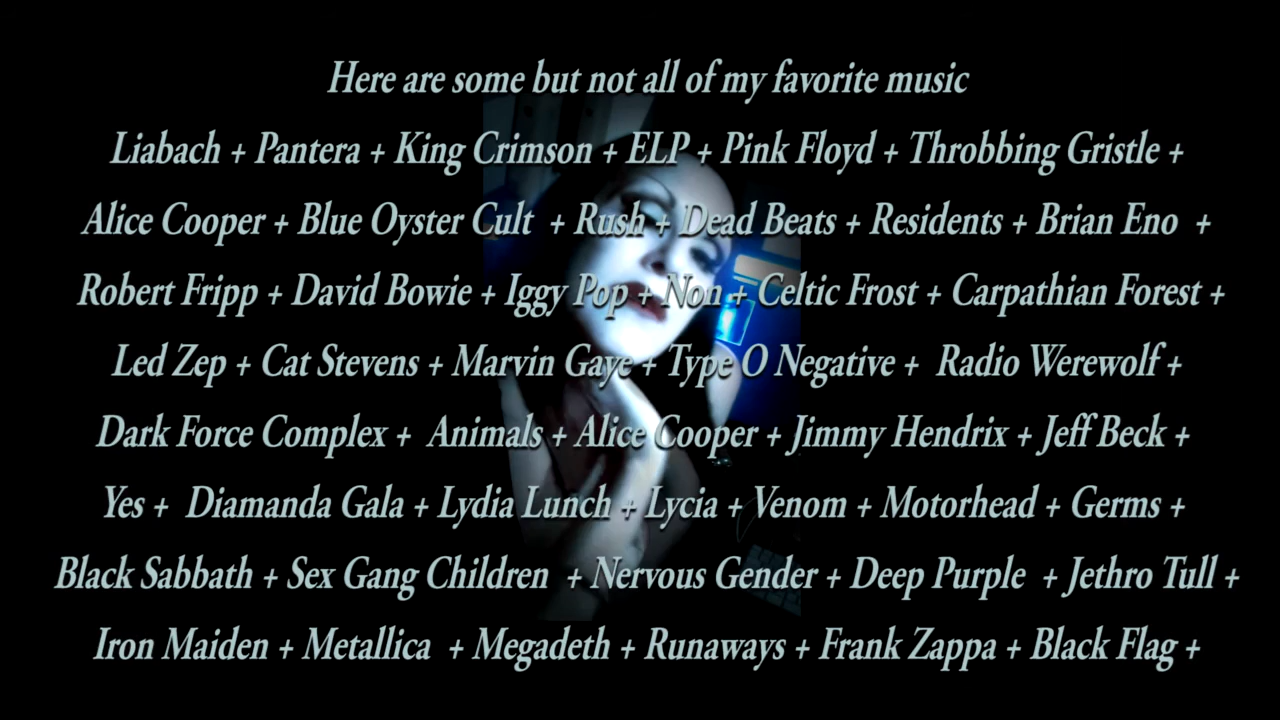 Here are some but not all of my favorite music
Liabach + Pantera + King Crimson + ELP + Pink Floyd + Throbbing Gristle +
Alice Cooper + Blue Oyster Cult + Rush + Dead Beats + Residents + Brian Eno +
Robert Fripp + David Bowie + Iggy Pop + Non + Celtic Frost + Carpathian Forest +
Led Zep + Cat Stevens + Marvin Gaye + Type O Negative + Radio Werewolf +
Dark Force Complex + Animals + Alice Cooper + Jimmy Hendrix + Jeff Beck +
Yes + Diamanda Gala + Lydia Lunch + Lycia + Venom + Motorhead + Germs +
Black Sabbath + Sex Gang Children + Nervous Gender + Deep Purple + Jethro Tull +
Iron Maiden + Metallica + Megadeth + Runaways + Frank Zappa + Black Flag +